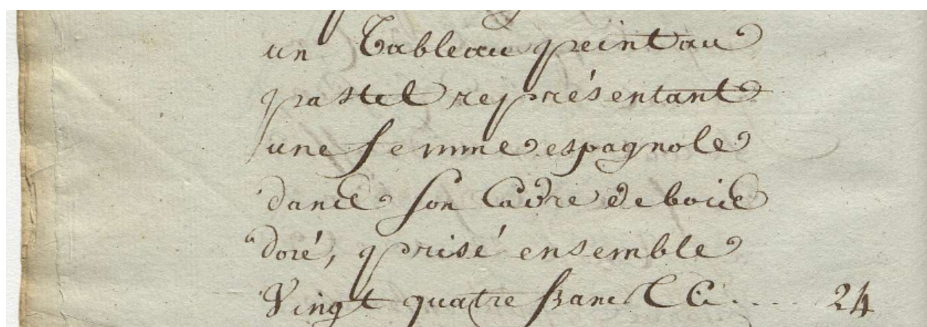 un Tableau peint au
pastel représentant
une femme espagnole
dans son Cadre de bois
doré, prisé ensemble
Vingt quatre francs .... 24